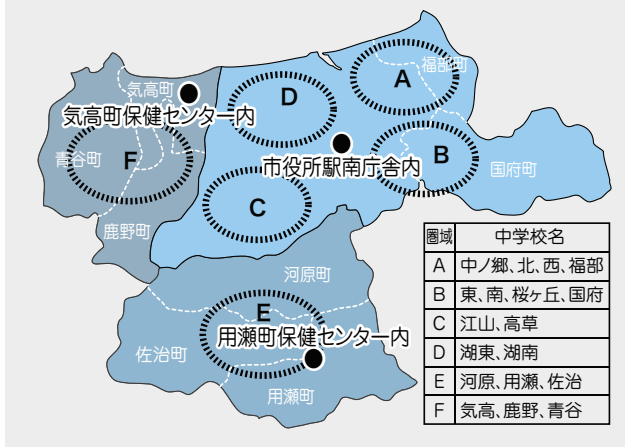 福部町
A
気高町
D
気高町保健センター内
青谷町
F
市役所駅南庁舎内
B
国府町
C
鹿野町
河原町
E
用瀬町保健センター内
佐治町
用瀬町
圏域 中学校名
A 中ノ郷、北、西、福部
B 東、南、桜ヶ丘、国府
C 江山、高草
D 湖東、湖南
E 河原、用瀬、佐治
F 気高、鹿野、青谷